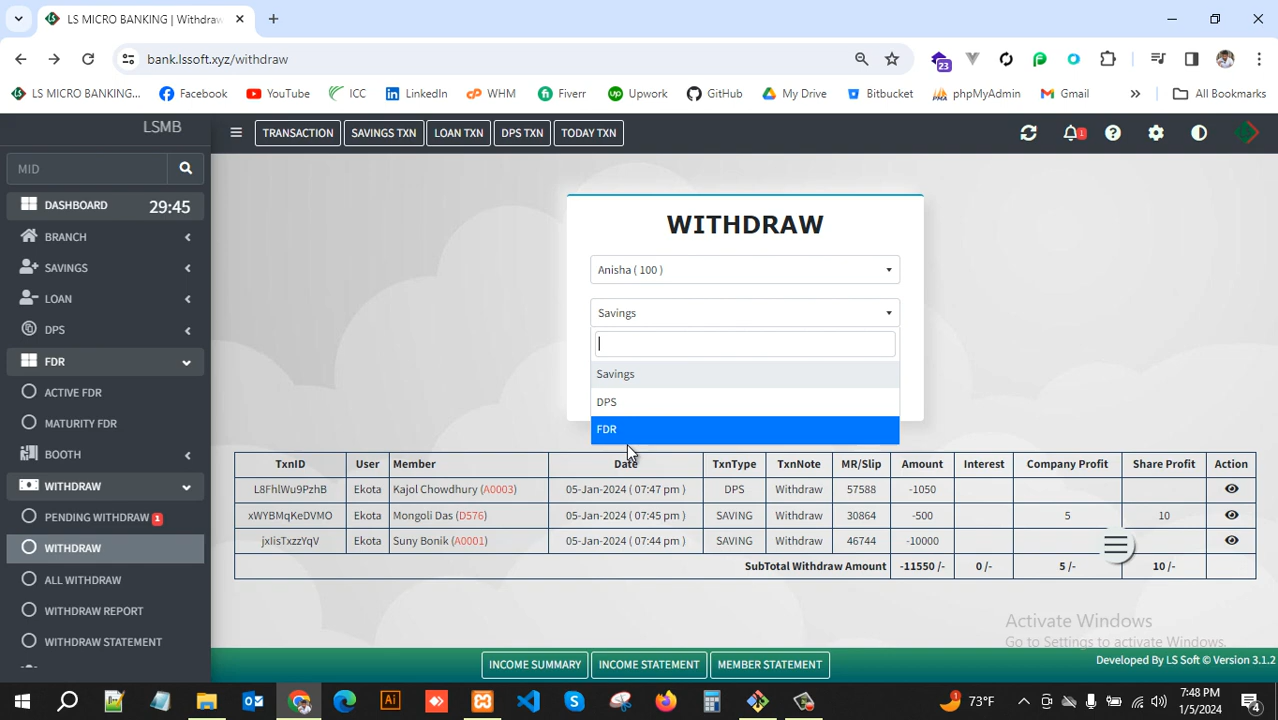 LS MICRO BANKING | Withdraw
bank.lssoft.xyz/withdraw
23
LS MICRO BANKING...
Facebook
YouTube
ICC
LinkedIn
WHM
Fiverr
Upwork
GitHub
My Drive
Bitbucket
phpMyAdmin
Gmail
All Bookmarks
LSMB
TRANSACTION
SAVINGS TXN
LOAN TXN
DPS TXN
TODAY TXN
1
MID
DASHBOARD 29:45
BRANCH
SAVINGS
LOAN
DPS
FDR
ACTIVE FDR
MATURITY FDR
BOOTH
WITHDRAW
PENDING WITHDRAW 1
WITHDRAW
ALL WITHDRAW
WITHDRAW REPORT
WITHDRAW STATEMENT
WITHDRAW
Anisha ( 100 )
Savings
Savings
DPS
FDR
TxnID User Member Date TxnType TxnNote MR/Slip Amount Interest Company Profit Share Profit Action
L8FhlWu9PzhB Ekota Kajol Chowdhury (A0003) 05-Jan-2024 ( 07:47 pm ) DPS Withdraw 57588 -1050
xWYBMqKeDVMO Ekota Mongoli Das (D576) 05-Jan-2024 ( 07:45 pm ) SAVING Withdraw 30864 -500 5 10
jxIisTxzzYqV Ekota Suny Bonik (A0001) 05-Jan-2024 ( 07:44 pm ) SAVING Withdraw 46744 -10000
SubTotal Withdraw Amount -11550 /- 0 /- 5 /- 10 /-
Activate Windows
Go to Settings to activate Windows.
INCOME SUMMARY
INCOME STATEMENT
MEMBER STATEMENT
Developed By LS Soft © Version 3.1.2
1
73°F
7:48 PM
1/5/2024
4